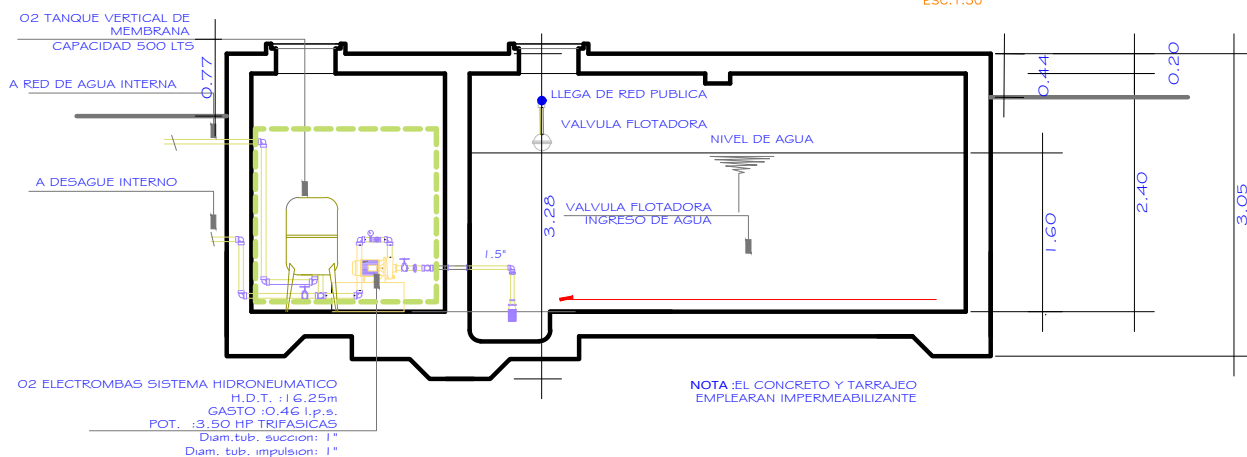 ESC.1:50
02 TANQUE VERTICAL DE
MEMBRANA
CAPACIDAD 500 LTS
0.77
A RED DE AGUA INTERNA
LLEGA DE RED PUBLICA
VALVULA FLOTADORA
NIVEL DE AGUA
0.44
0.20
A DESAGUE INTERNO
VALVULA FLOTADORA
INGRESO DE AGUA
3.28
1.60
2.40
3.05
1.5"
02 ELECTROMBAS SISTEMA HIDRONEUMATICO
H.D.T. :16.25m
GASTO :0.46 l.p.s.
POT. :3.50 HP TRIFASICAS
Diam.tub. succion: 1"
Diam. tub. impulsion: 1"
NOTA :EL CONCRETO Y TARRAJEO
EMPLEARAN IMPERMEABILIZANTE